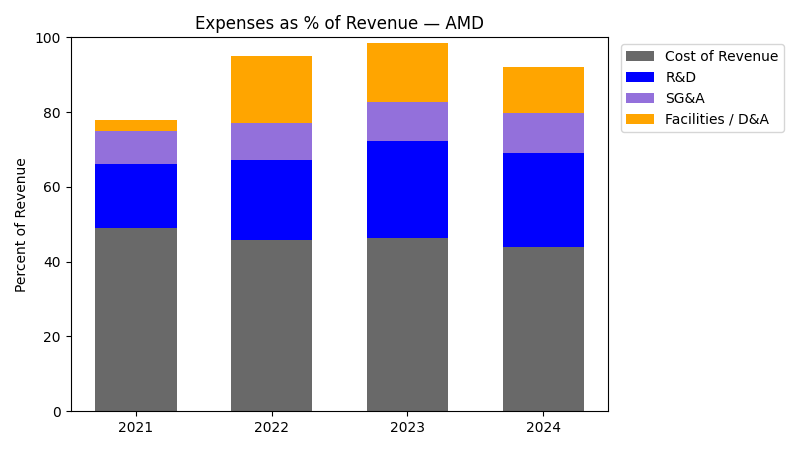 Expenses as % of Revenue — AMD
Percent of Revenue
100
80
60
40
20
0
2021
2022
2023
2024
Cost of Revenue
R&D
SG&A
Facilities / D&A